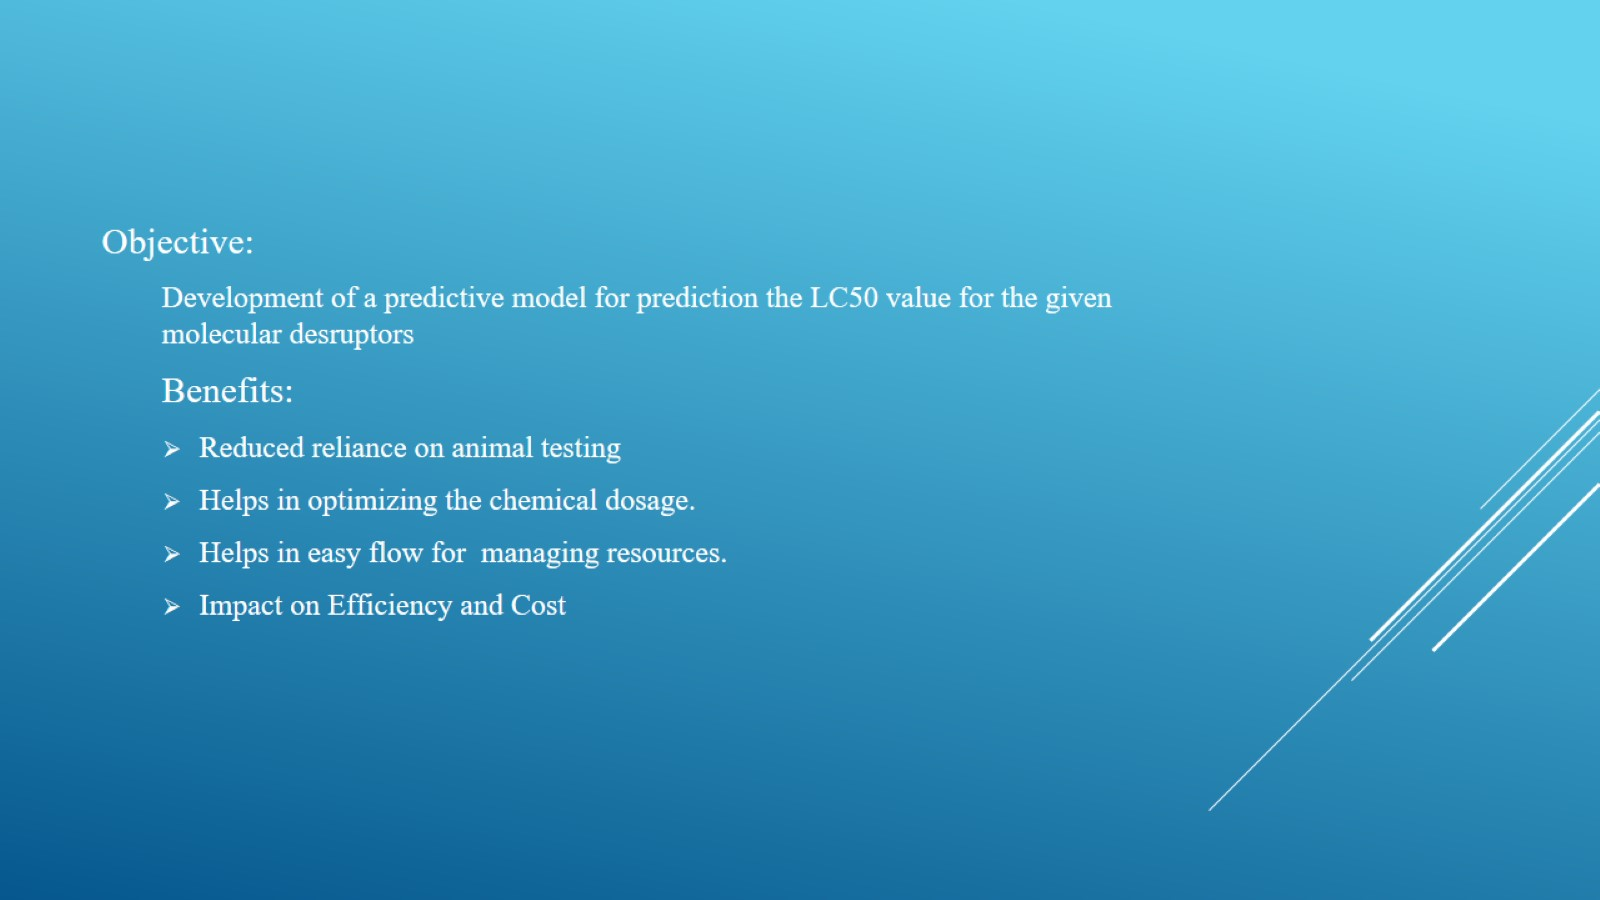 Objective:
Development of a predictive model for prediction the LC50 value for the given
molecular desruptors
Benefits:
➢ Reduced reliance on animal testing
➢ Helps in optimizing the chemical dosage.
➢ Helps in easy flow for  managing resources.
➢ Impact on Efficiency and Cost